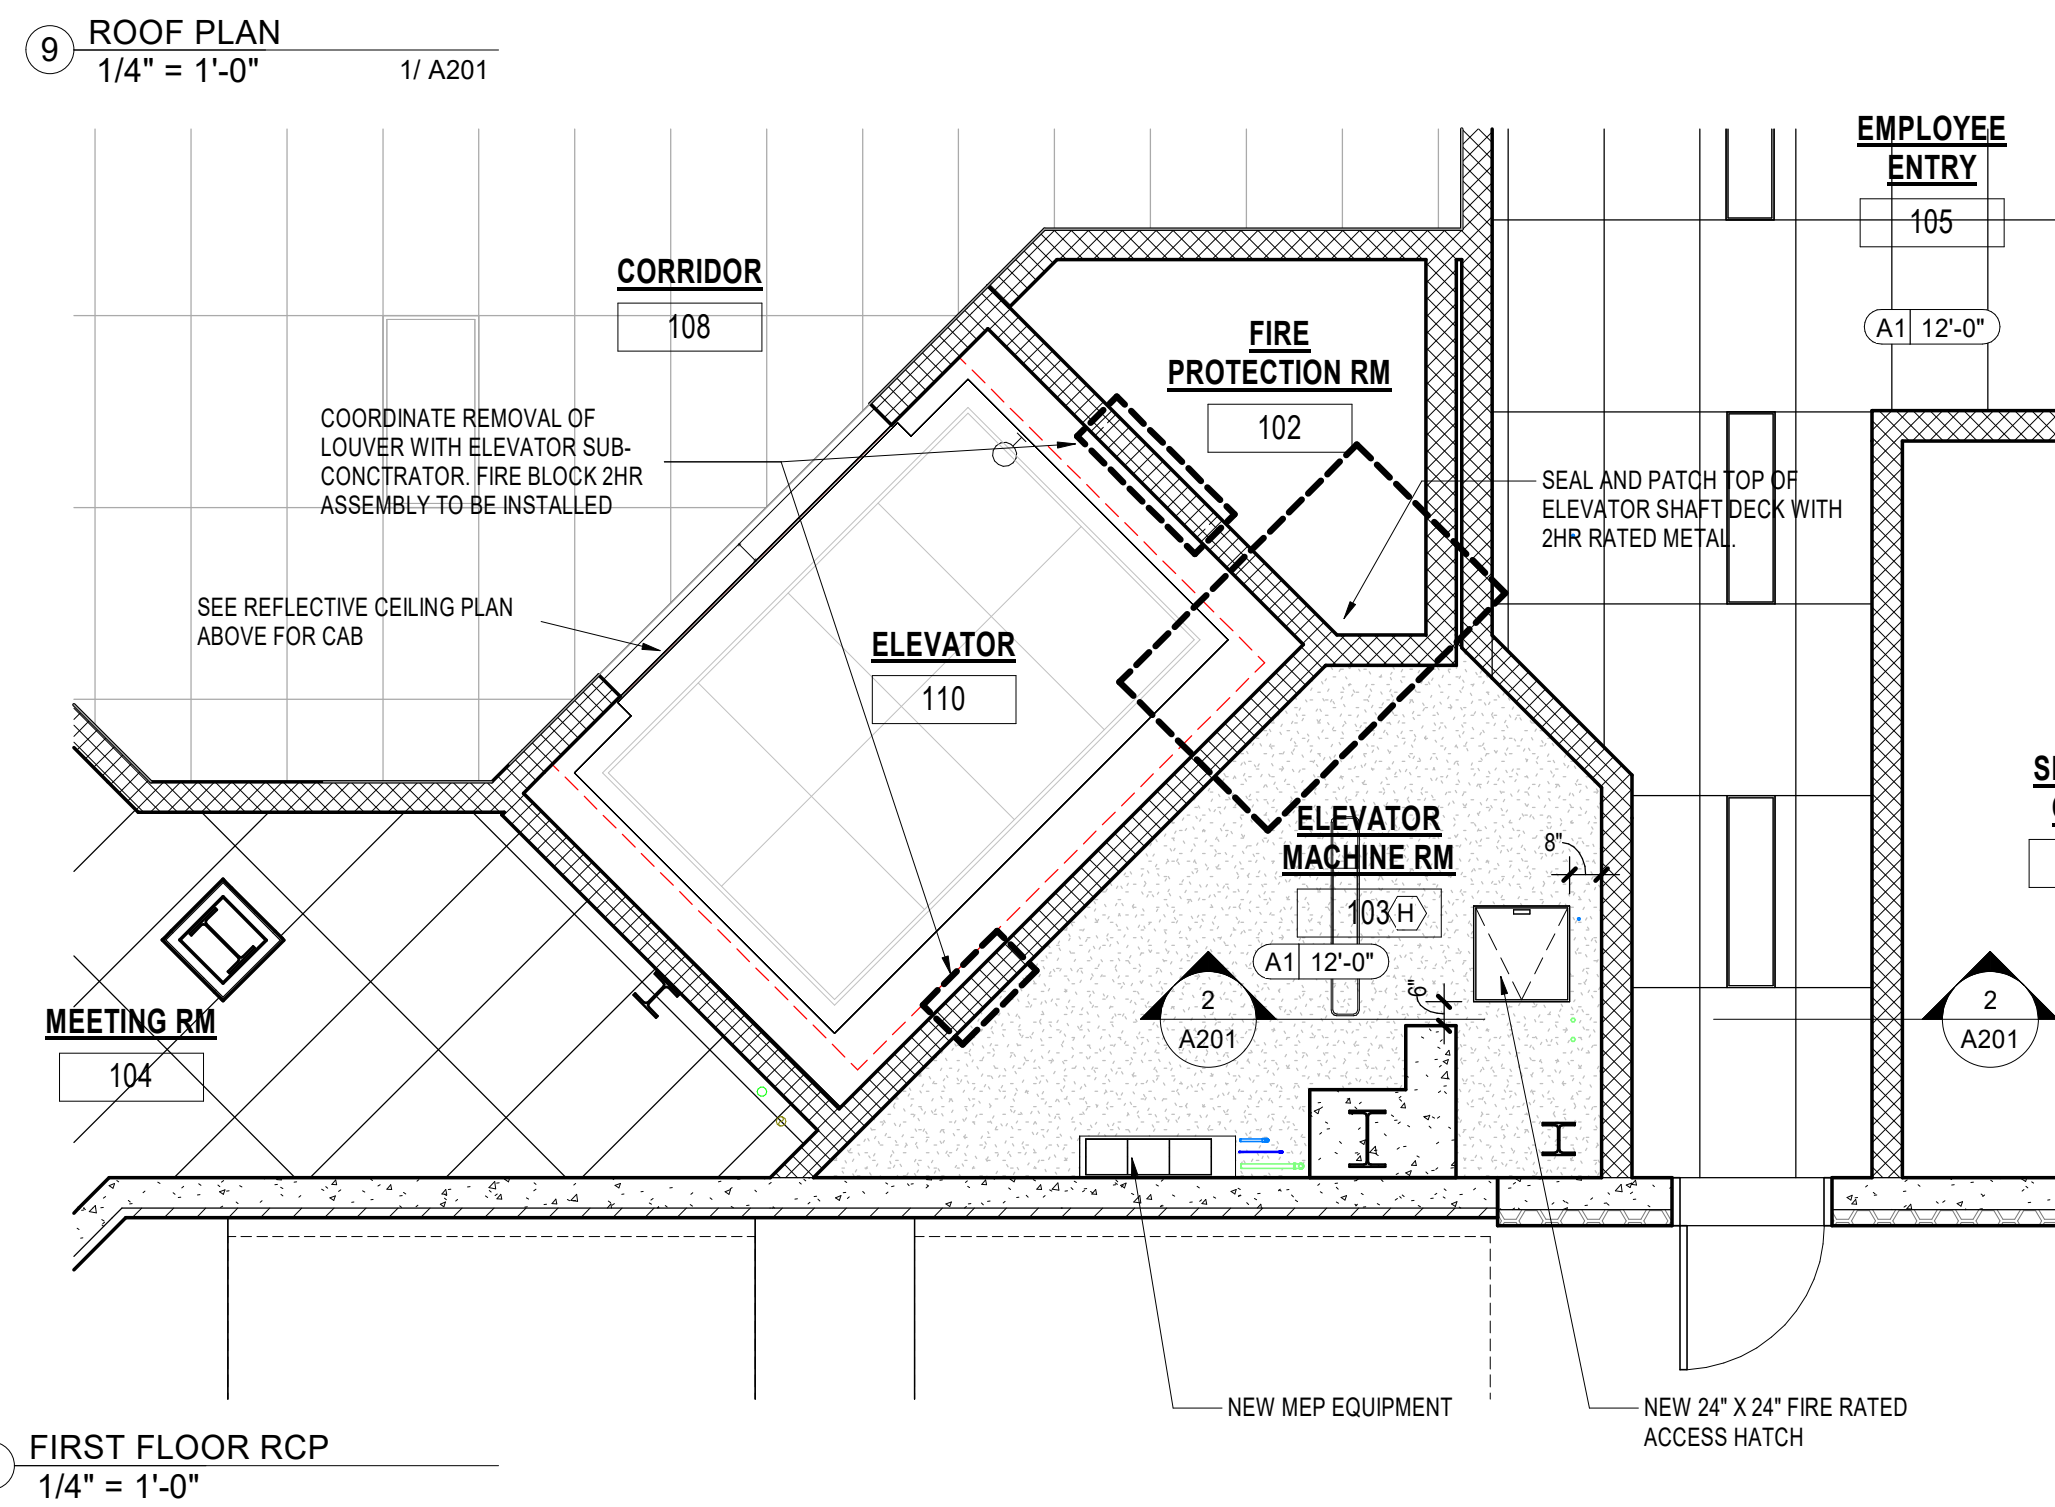 9
ROOF PLAN
1/4" = 1'-0"
1/ A201
EMPLOYEE
ENTRY
105
A1 12'-0"
CORRIDOR
108
FIRE
PROTECTION RM
102
COORDINATE REMOVAL OF
LOUVER WITH ELEVATOR SUB-
CONCTRATOR. FIRE BLOCK 2HR
ASSEMBLY TO BE INSTALLED
SEAL AND PATCH TOP OF
ELEVATOR SHAFT DECK WITH
2HR RATED METAL.
SEE REFLECTIVE CEILING PLAN
ABOVE FOR CAB
ELEVATOR
110
ELEVATOR
MACHINE RM
103 H
A1 12'-0"
8"
6"
2
A201
2
A201
MEETING RM
104
NEW MEP EQUIPMENT
NEW 24" X 24" FIRE RATED
ACCESS HATCH
FIRST FLOOR RCP
1/4" = 1'-0"